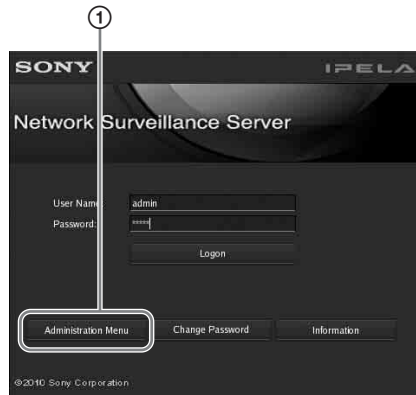 ①
SONY IPELA
Network Surveillance Server
User Name: admin
Password: *****
Logon
Administration Menu Change Password Information
©2010 Sony Corporation